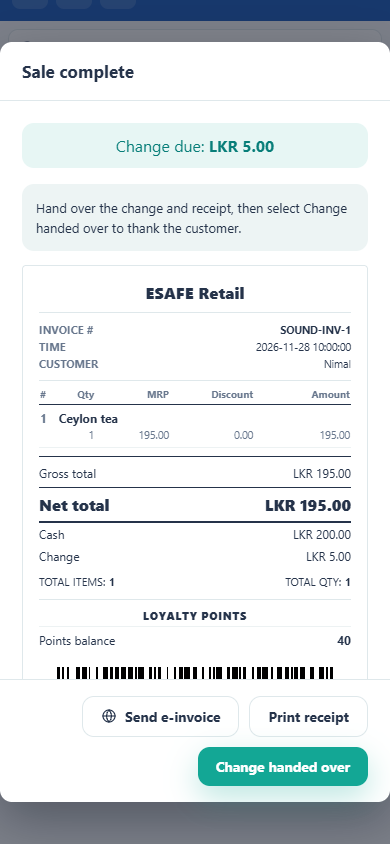 Sale complete
Change due: LKR 5.00
Hand over the change and receipt, then select Change
handed over to thank the customer.
ESAFE Retail
INVOICE # SOUND-INV-1
TIME 2026-11-28 10:00:00
CUSTOMER Nimal
# Qty MRP Discount Amount
1 Ceylon tea
1 195.00 0.00 195.00
Gross total LKR 195.00
Net total LKR 195.00
Cash LKR 200.00
Change LKR 5.00
TOTAL ITEMS: 1 TOTAL QTY: 1
LOYALTY POINTS
Points balance 40
Send e-invoice Print receipt
Change handed over